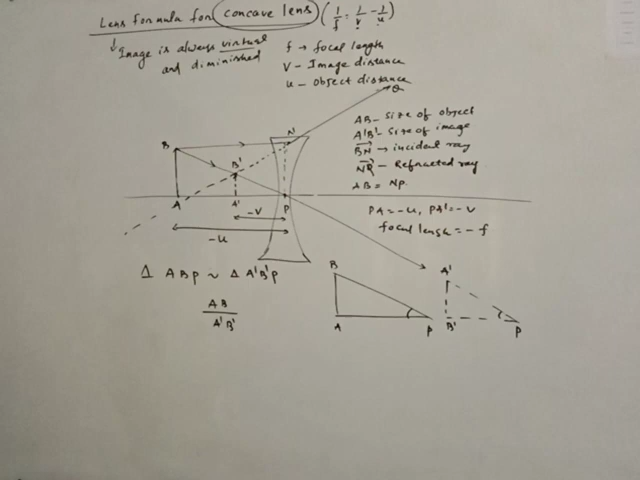 Lens formula for concave lens (1/f = 1/v - 1/u)
↓ Image is always virtual
and diminished
f → focal length
V - Image distance
u - Object distance
Q
AB - size of object
A'B' - Size of image
BN → incident ray
NQ - Refracted ray
AB = NP.
PA = -u, PA' = -v
focal length = -f
N
B
B'
A
A'
P
-V
-u
Δ ABP ~ Δ A'B'P
AB
A'B'
B
A
P
A'
B'
P